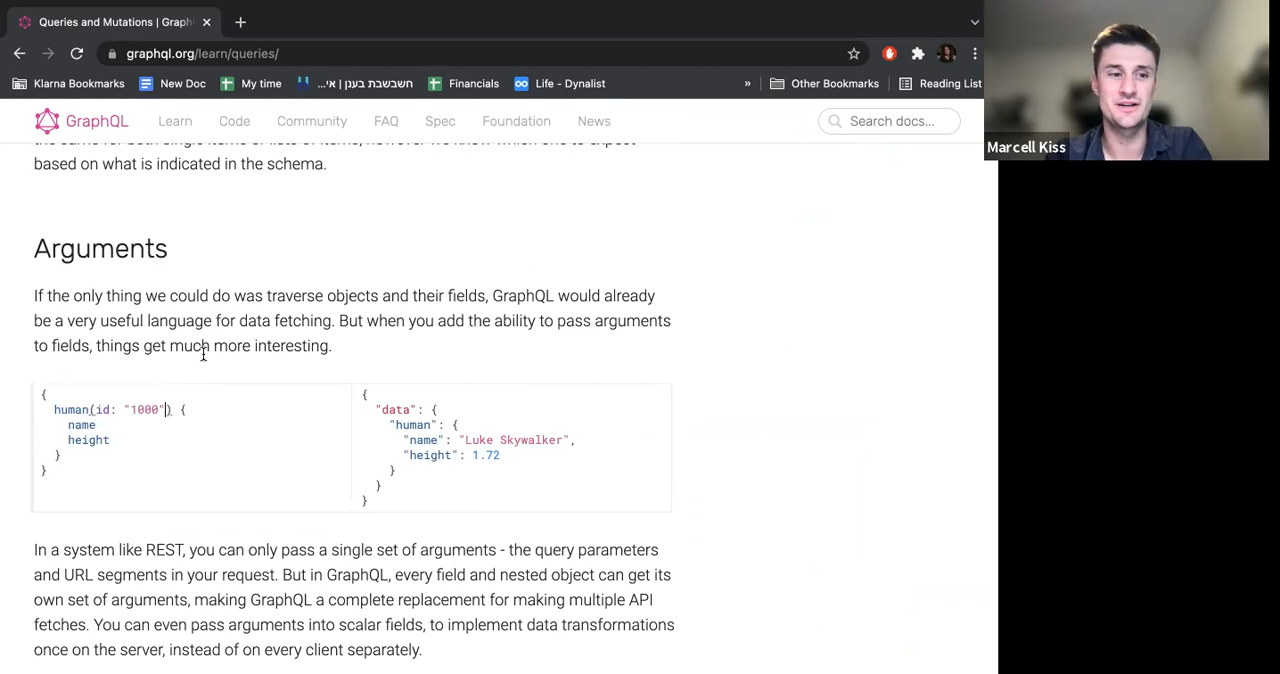 Queries and Mutations | Graph
graphql.org/learn/queries/
Klarna Bookmarks New Doc My time חשבשבת בענן | אי... Financials Life - Dynalist » Other Bookmarks Reading List
GraphQL Learn Code Community FAQ Spec Foundation News Search docs...
based on what is indicated in the schema.
Arguments
If the only thing we could do was traverse objects and their fields, GraphQL would already
be a very useful language for data fetching. But when you add the ability to pass arguments
to fields, things get much more interesting.
{
human(id: "1000") {
name
height
}
}
{
"data": {
"human": {
"name": "Luke Skywalker",
"height": 1.72
}
}
}
In a system like REST, you can only pass a single set of arguments - the query parameters
and URL segments in your request. But in GraphQL, every field and nested object can get its
own set of arguments, making GraphQL a complete replacement for making multiple API
fetches. You can even pass arguments into scalar fields, to implement data transformations
once on the server, instead of on every client separately.
Marcell Kiss